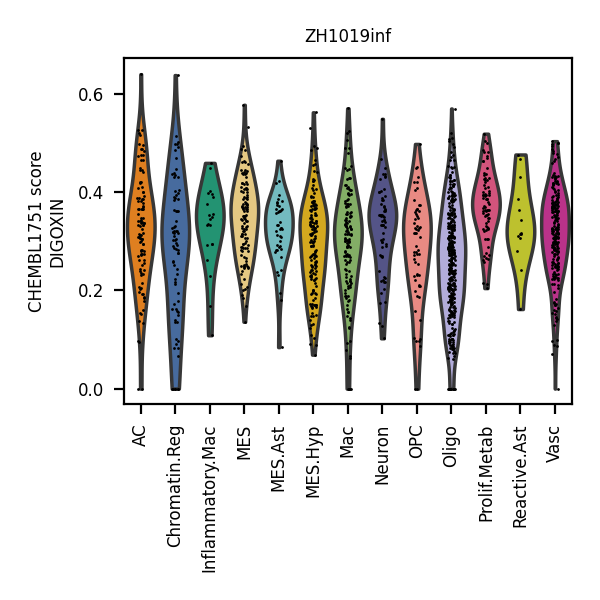 ZH1019inf
CHEMBL1751 score
DIGOXIN
0.6
0.4
0.2
0.0
AC
Chromatin.Reg
Inflammatory.Mac
MES
MES.Ast
MES.Hyp
Mac
Neuron
OPC
Oligo
Prolif.Metab
Reactive.Ast
Vasc